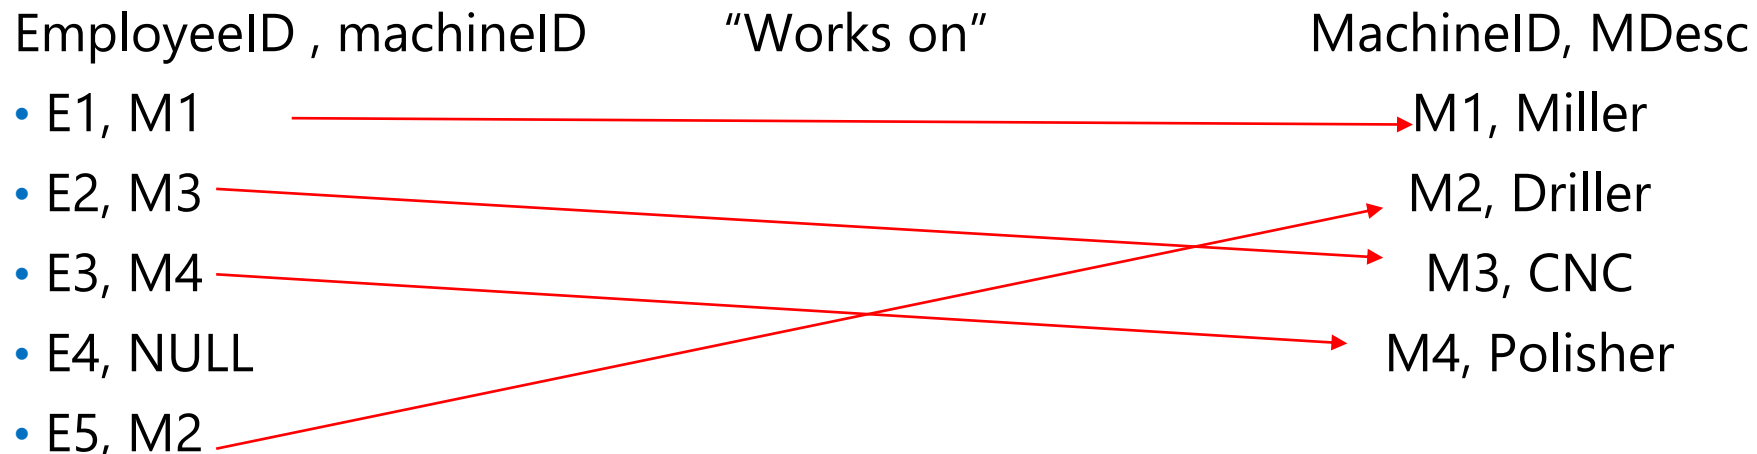 EmployeeID , machineID “Works on” MachineID, MDesc
• E1, M1 M1, Miller
• E2, M3 M2, Driller
• E3, M4 M3, CNC
• E4, NULL M4, Polisher
• E5, M2